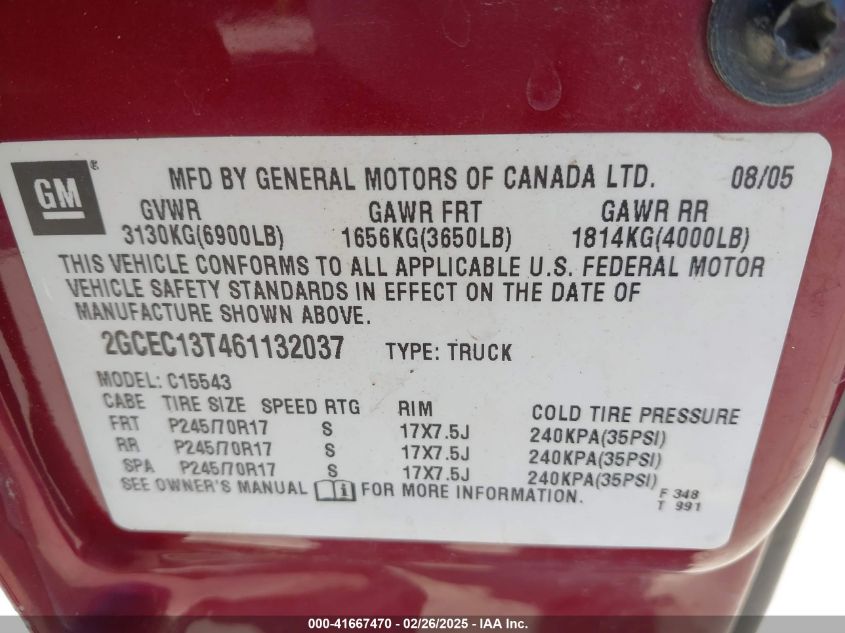 GM ®
MFD BY GENERAL MOTORS OF CANADA LTD. 08/05
GVWR GAWR FRT GAWR RR
3130KG(6900LB) 1656KG(3650LB) 1814KG(4000LB)
THIS VEHICLE CONFORMS TO ALL APPLICABLE U.S. FEDERAL MOTOR
VEHICLE SAFETY STANDARDS IN EFFECT ON THE DATE OF
MANUFACTURE SHOWN ABOVE.
2GCEC13T461132037 TYPE: TRUCK
MODEL: C15543
CABE TIRE SIZE SPEED RTG RIM COLD TIRE PRESSURE
FRT P245/70R17 S 17X7.5J 240KPA(35PSI)
RR P245/70R17 S 17X7.5J 240KPA(35PSI)
SPA P245/70R17 S 17X7.5J 240KPA(35PSI)
SEE OWNER'S MANUAL FOR MORE INFORMATION.
F 348
T 991
000-41667470 - 02/26/2025 - IAA Inc.